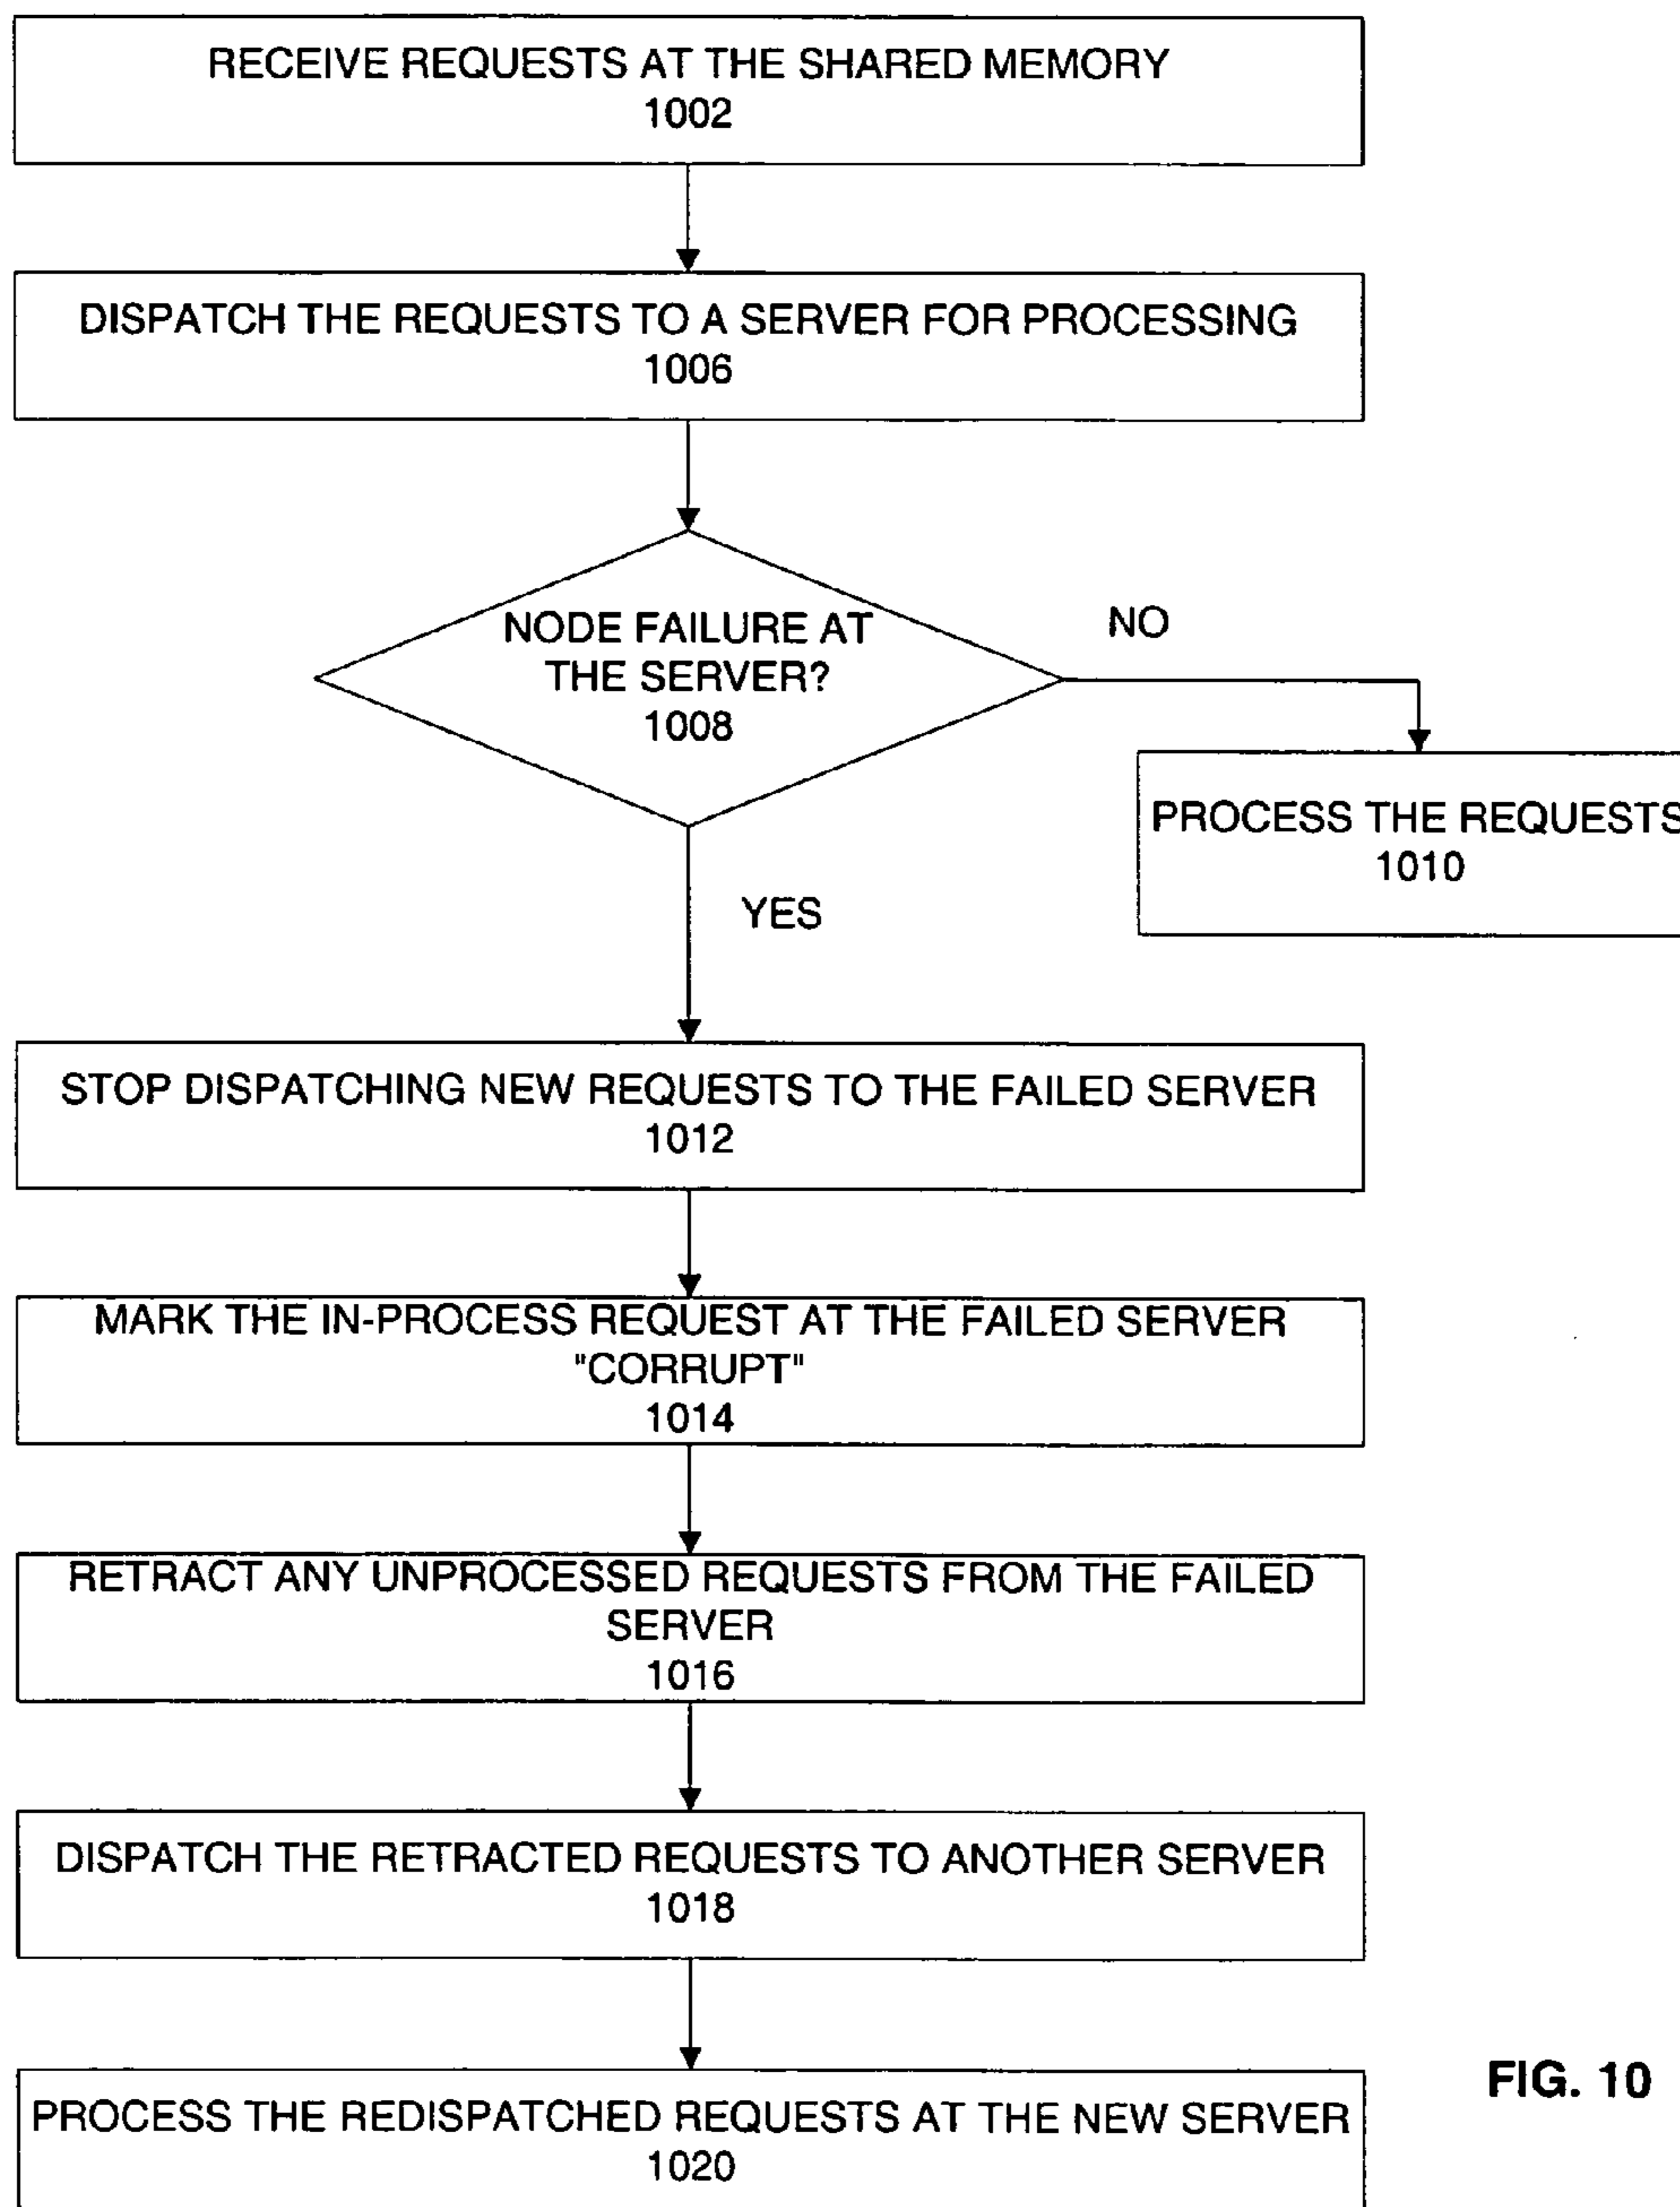 RECEIVE REQUESTS AT THE SHARED MEMORY
1002
DISPATCH THE REQUESTS TO A SERVER FOR PROCESSING
1006
NODE FAILURE AT
THE SERVER?
1008
NO
PROCESS THE REQUESTS
1010
YES
STOP DISPATCHING NEW REQUESTS TO THE FAILED SERVER
1012
MARK THE IN-PROCESS REQUEST AT THE FAILED SERVER
"CORRUPT"
1014
RETRACT ANY UNPROCESSED REQUESTS FROM THE FAILED
SERVER
1016
DISPATCH THE RETRACTED REQUESTS TO ANOTHER SERVER
1018
PROCESS THE REDISPATCHED REQUESTS AT THE NEW SERVER
1020
FIG. 10